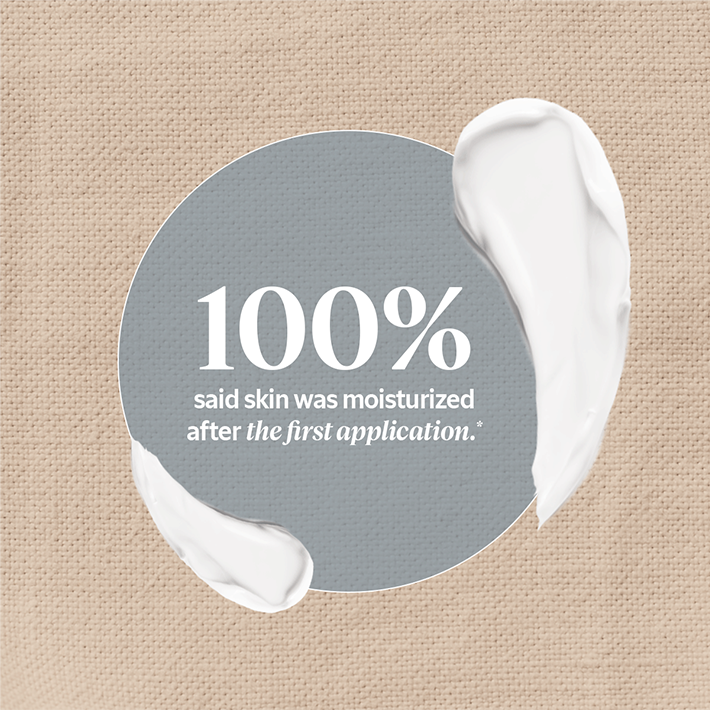 100%
said skin was moisturized
after the first application.*